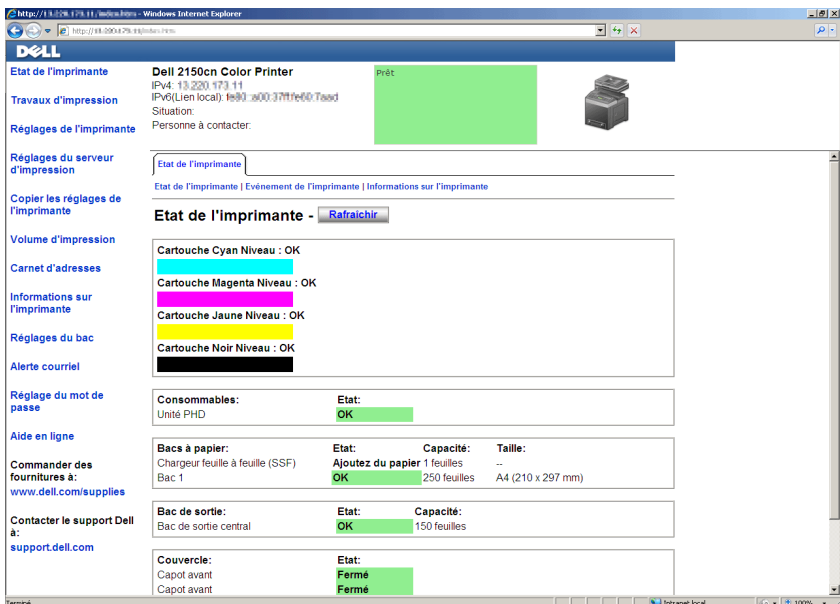 http://13.220.173.11/index.htm - Windows Internet Explorer
DELL
Etat de l'imprimante
Travaux d'impression
Réglages de l'imprimante
Réglages du serveur
d'impression
Copier les réglages de
l'imprimante
Volume d'impression
Carnet d'adresses
Informations sur
l'imprimante
Réglages du bac
Alerte courriel
Réglage du mot de
passe
Aide en ligne
Commander des
fournitures à:
www.dell.com/supplies
Contacter le support Dell
à:
support.dell.com
Dell 2150cn Color Printer
IPv4:
IPv6(Lien local):
Situation:
Personne à contacter:
Prêt
Etat de l'imprimante
Etat de l'imprimante | Evénement de l'imprimante | Informations sur l'imprimante
Etat de l'imprimante - Rafraichir
Cartouche Cyan Niveau : OK
Cartouche Magenta Niveau : OK
Cartouche Jaune Niveau : OK
Cartouche Noir Niveau : OK
Consommables: Etat:
Unité PHD OK
Bacs à papier: Etat: Capacité: Taille:
Chargeur feuille à feuille (SSF) Ajoutez du papier 1 feuilles --
Bac 1 OK 250 feuilles A4 (210 x 297 mm)
Bac de sortie: Etat: Capacité:
Bac de sortie central OK 150 feuilles
Couvercle: Etat:
Capot avant Fermé
Capot avant Fermé
Terminé Intranet local 100%